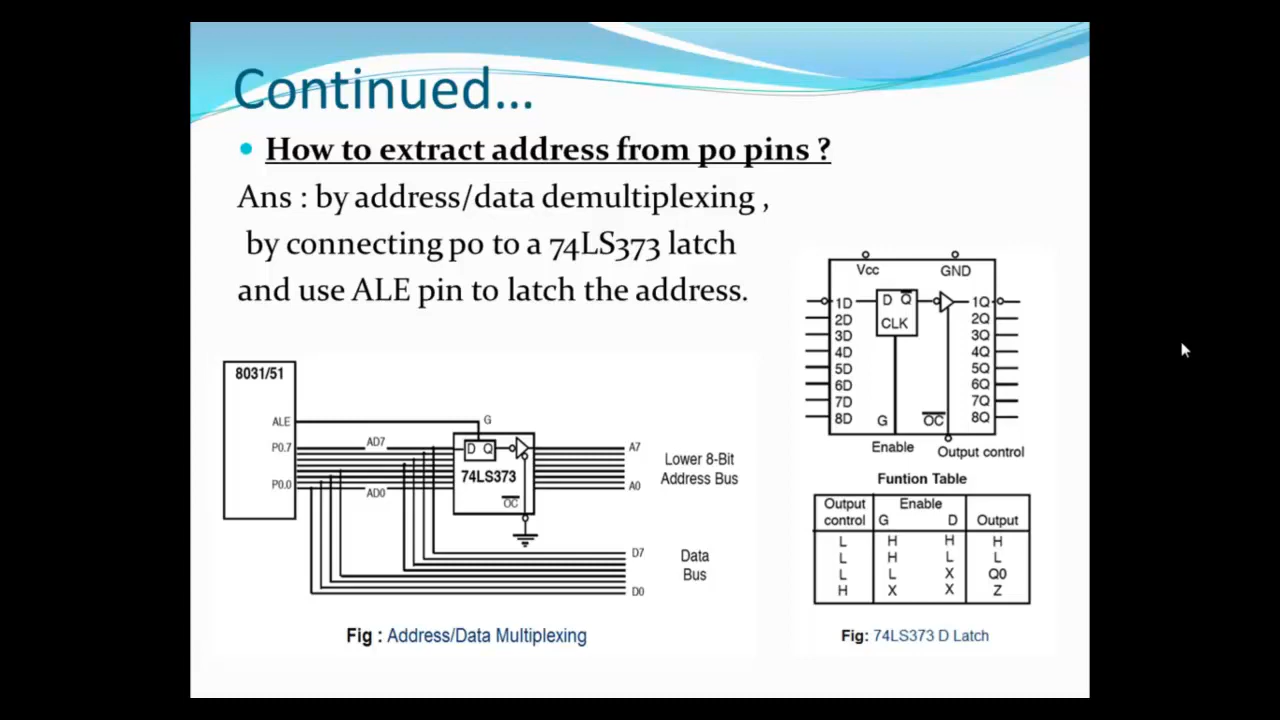 Continued...
• How to extract address from po pins ?
Ans : by address/data demultiplexing ,
by connecting po to a 74LS373 latch
and use ALE pin to latch the address.
8031/51
ALE
G
P0.7
AD7
D Q
A7
74LS373
Lower 8-Bit
Address Bus
P0.0
AD0
A0
OC
D7
Data
Bus
D0
Fig : Address/Data Multiplexing
Vcc GND
1D D Q 1Q
2D CLK 2Q
3D 3Q
4D 4Q
5D 5Q
6D 6Q
7D 7Q
8D G OC 8Q
Enable Output control
Funtion Table
Output Enable
control G D Output
L H H H
L H L L
L L X Q0
H X X Z
Fig: 74LS373 D Latch